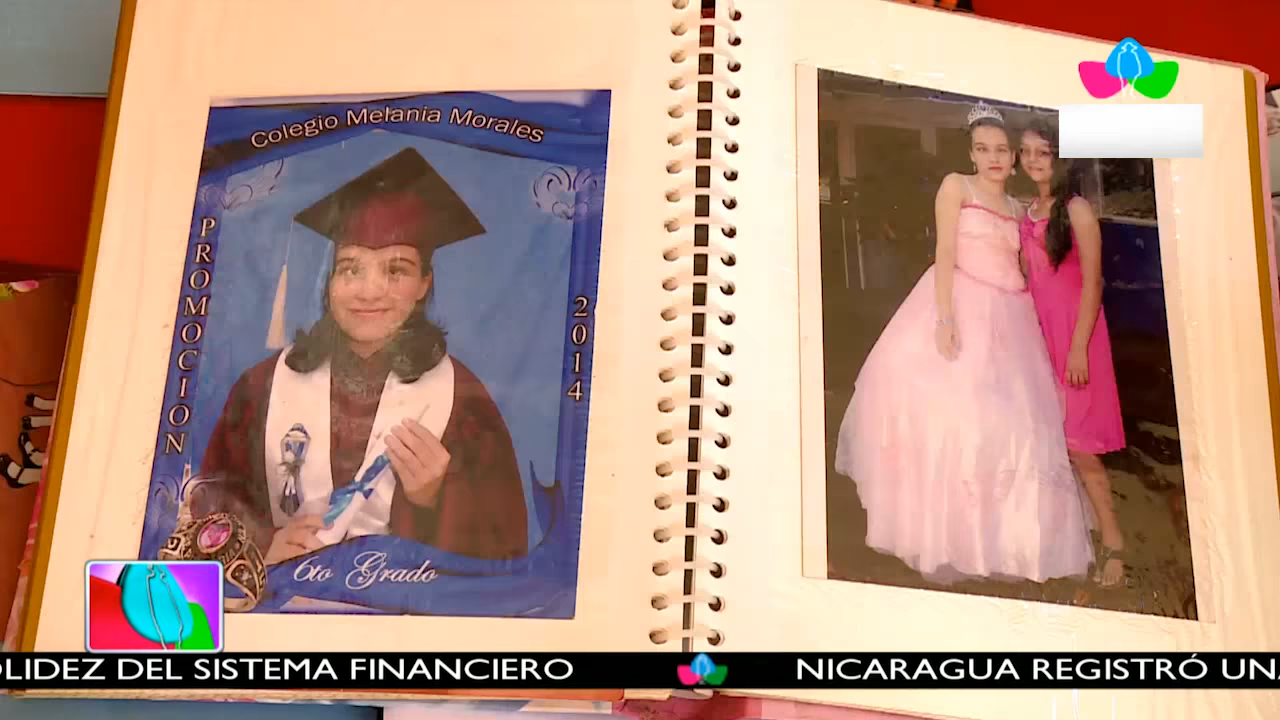 Colegio Melania Morales
PROMOCION
2014
6to Grado
OLIDEZ DEL SISTEMA FINANCIERO
NICARAGUA REGISTRÓ UNA